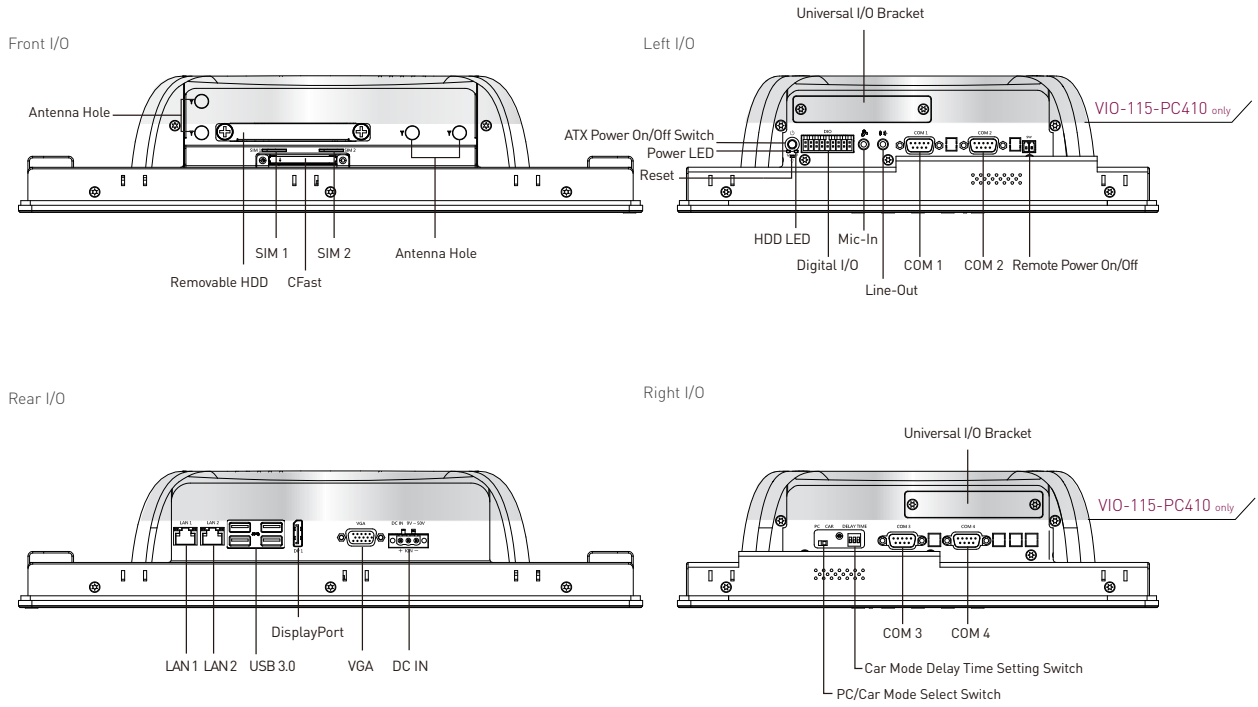 Front I/O
Antenna Hole
SIM 1
SIM 2
Antenna Hole
Removable HDD
CFast
Left I/O
Universal I/O Bracket
VIO-115-PC410 only
ATX Power On/Off Switch
Power LED
Reset
DIO
COM 1
COM 2
HDD LED
Mic-In
Digital I/O
COM 1
COM 2
Remote Power On/Off
Line-Out
Rear I/O
LAN 1
LAN 2
VGA
DC IN 9V ~ 50V
DP 1
+ IGN −
DisplayPort
LAN 1
LAN 2
USB 3.0
VGA
DC IN
Right I/O
Universal I/O Bracket
VIO-115-PC410 only
PC CAR
DELAY TIME
COM 3
COM 4
COM 3
COM 4
Car Mode Delay Time Setting Switch
PC/Car Mode Select Switch